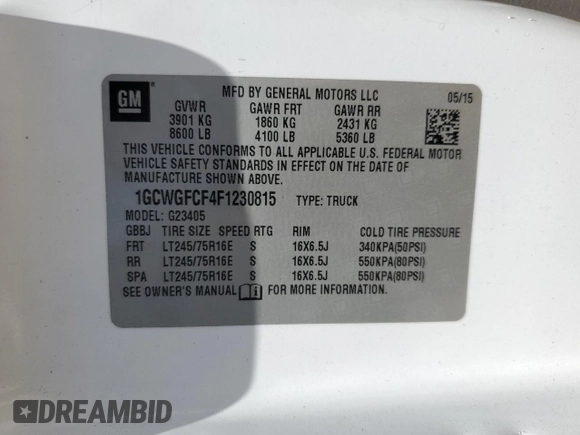 GM
MFD BY GENERAL MOTORS LLC
05/15
GVWR GAWR FRT GAWR RR
3901 KG 1860 KG 2431 KG
8600 LB 4100 LB 5360 LB
THIS VEHICLE CONFORMS TO ALL APPLICABLE U.S. FEDERAL MOTOR
VEHICLE SAFETY STANDARDS IN EFFECT ON THE DATE OF
MANUFACTURE SHOWN ABOVE.
1GCWGFCF4F1230815 TYPE: TRUCK
MODEL: G23405
GBBJ TIRE SIZE SPEED RTG RIM COLD TIRE PRESSURE
FRT LT245/75R16E S 16X6.5J 340KPA(50PSI)
RR LT245/75R16E S 16X6.5J 550KPA(80PSI)
SPA LT245/75R16E S 16X6.5J 550KPA(80PSI)
SEE OWNER'S MANUAL FOR MORE INFORMATION
DREAMBID